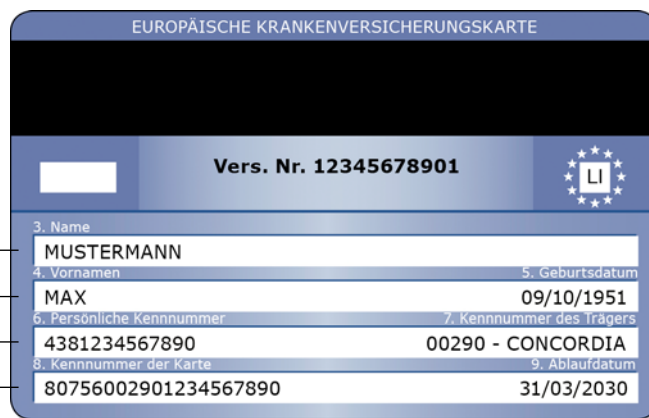 EUROPÄISCHE KRANKENVERSICHERUNGSKARTE
Vers. Nr. 12345678901
LI
3. Name
MUSTERMANN
4. Vornamen 5. Geburtsdatum
MAX 09/10/1951
6. Persönliche Kennnummer 7. Kennnummer des Trägers
4381234567890 00290 - CONCORDIA
8. Kennnummer der Karte 9. Ablaufdatum
80756002901234567890 31/03/2030